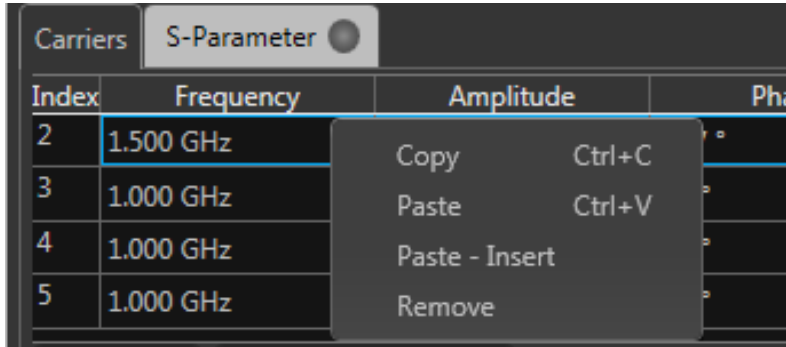 Carriers S-Parameter
Index Frequency Amplitude Pha
2 1.500 GHz °
3 1.000 GHz °
4 1.000 GHz °
5 1.000 GHz °
Copy Ctrl+C
Paste Ctrl+V
Paste - Insert
Remove